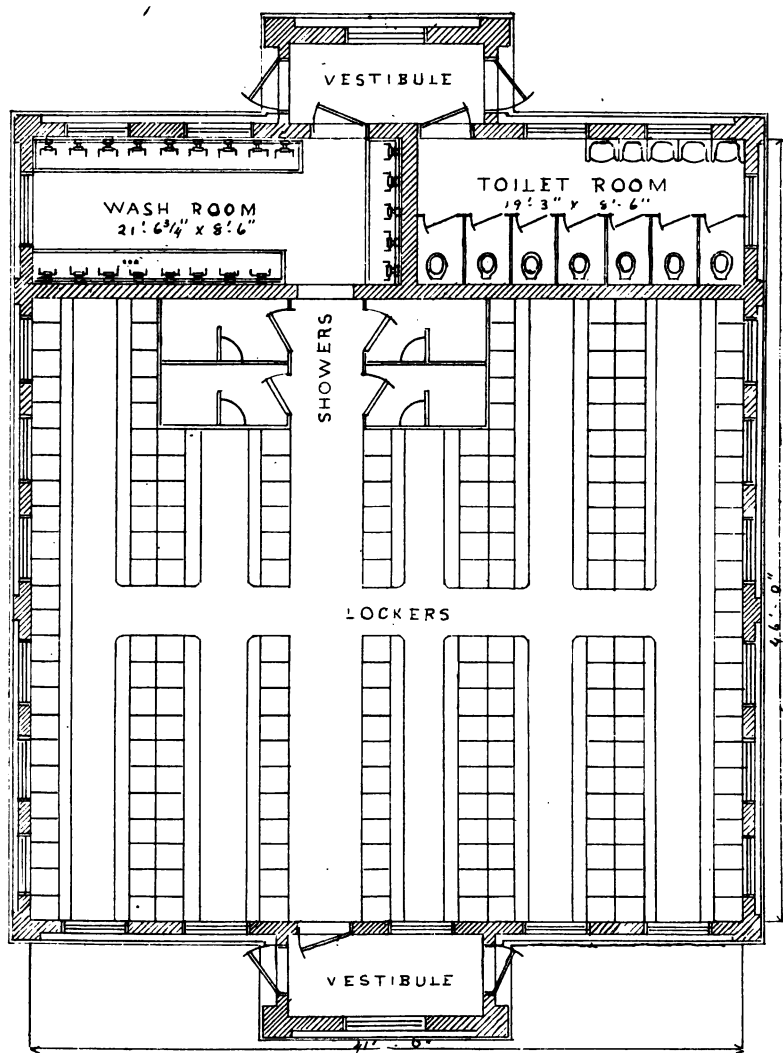 VESTIBULE
WASH ROOM
21'. 6¾" x 8'. 6"
TOILET ROOM
19'. 3" x 8'. 6"
SHOWERS
LOCKERS
46'. 0"
VESTIBULE
41'. 0"